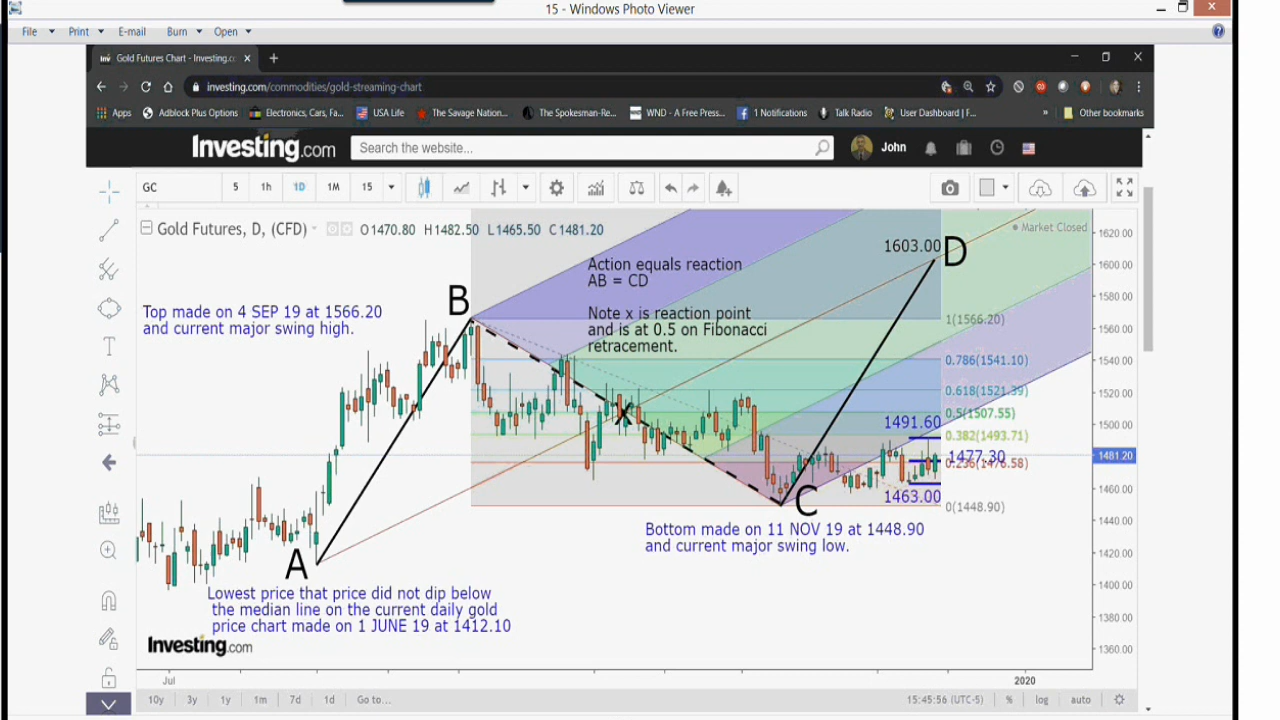 15 - Windows Photo Viewer
File Print E-mail Burn Open
Gold Futures Chart - Investing.c
investing.com/commodities/gold-streaming-chart
Apps Adblock Plus Options Electronics, Cars, Fa... USA Life The Savage Nation... The Spokesman-Re... WND - A Free Press... 1 Notifications Talk Radio User Dashboard | F... » Other bookmarks
Investing.com Search the website... John
GC 5 1h 1D 1M 15
Gold Futures, D, (CFD) O1470.80 H1482.50 L1465.50 C1481.20
Market Closed
1620.00
1603.00 D
Action equals reaction
AB = CD
1600.00
1580.00
B
Top made on 4 SEP 19 at 1566.20
and current major swing high.
Note x is reaction point
and is at 0.5 on Fibonacci
retracement.
1(1566.20)
1560.00
0.786(1541.10)
1540.00
0.618(1521.39)
1520.00
X
0.5(1507.55)
1491.60
1500.00
0.382(1493.71)
1477.30
1481.20
0.236(1476.58)
1463.00
1460.00
C
0(1448.90)
1440.00
Bottom made on 11 NOV 19 at 1448.90
and current major swing low.
1420.00
A
1400.00
Lowest price that price did not dip below
the median line on the current daily gold
price chart made on 1 JUNE 19 at 1412.10
1380.00
Investing.com
1360.00
Jul 2020
10y 3y 1y 1m 7d 1d Go to... 15:45:56 (UTC-5) % log auto